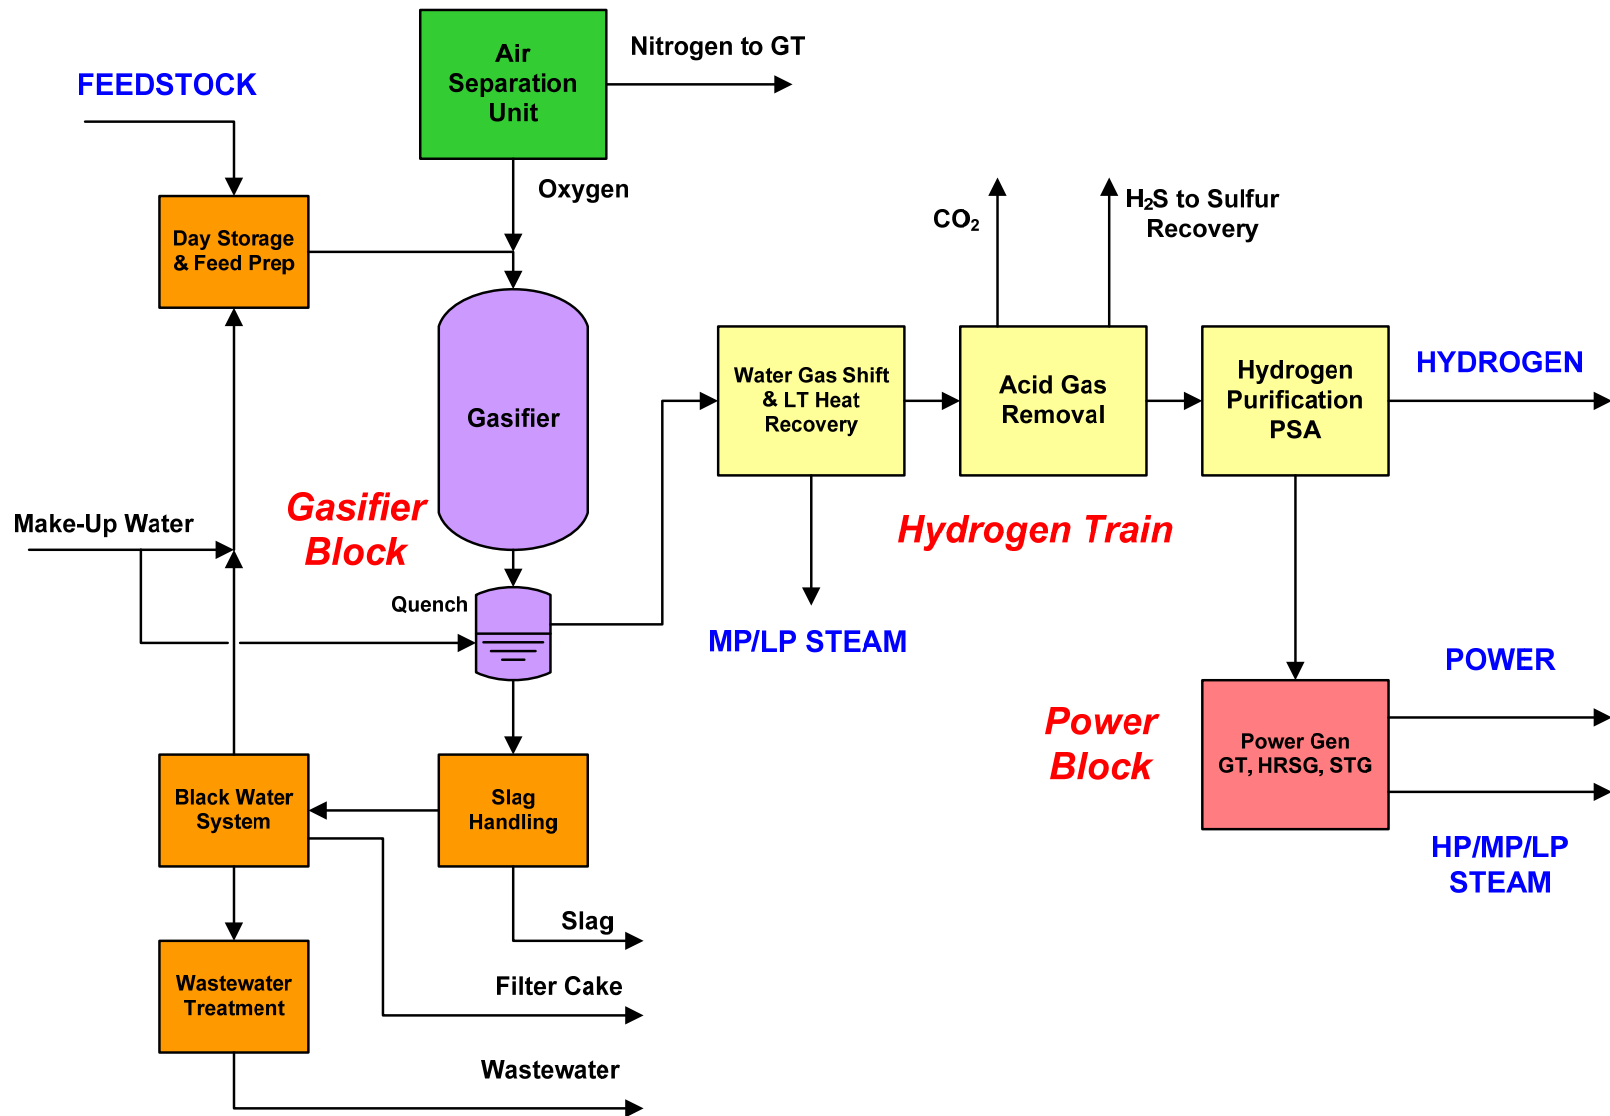 Air
Separation
Unit
Nitrogen to GT
FEEDSTOCK
Oxygen
Day Storage
& Feed Prep
CO₂
H₂S to Sulfur
Recovery
Gasifier
Water Gas Shift
& LT Heat
Recovery
Acid Gas
Removal
Hydrogen
Purification
PSA
HYDROGEN
Gasifier
Block
Make-Up Water
Hydrogen Train
Quench
MP/LP STEAM
POWER
Power
Block
Power Gen
GT, HRSG, STG
HP/MP/LP
STEAM
Black Water
System
Slag
Handling
Slag
Wastewater
Treatment
Filter Cake
Wastewater